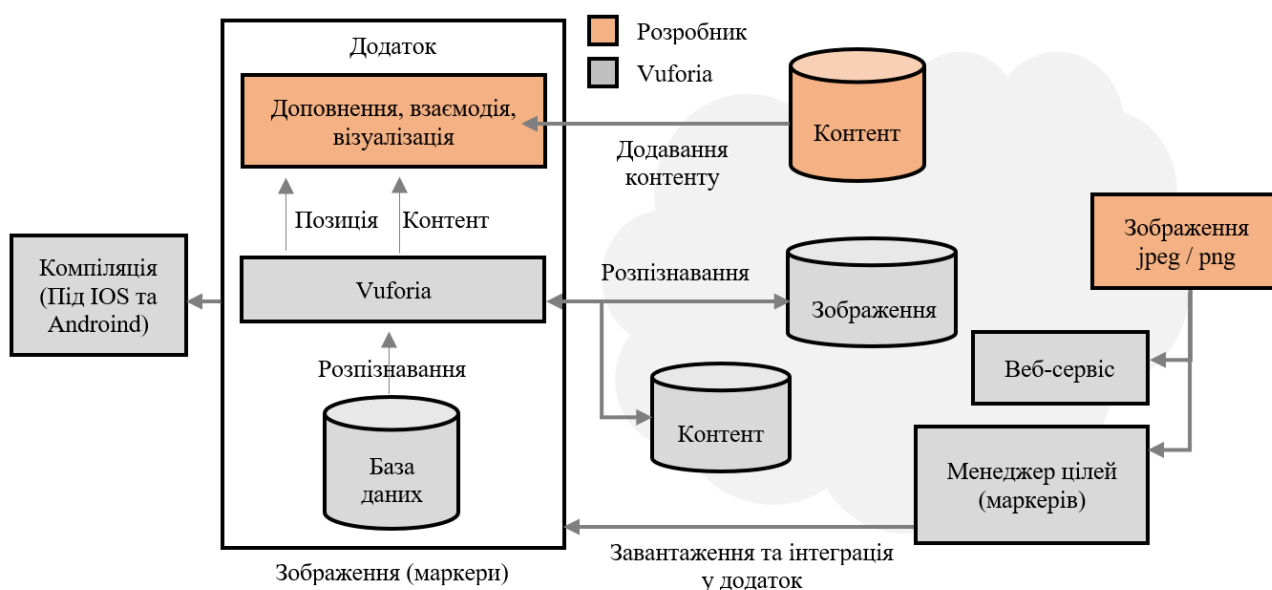 Розробник
Vuforia
Додаток
Доповнення, взаємодія,
візуалізація
Контент
Додавання
контенту
Позиція
Контент
Зображення
jpeg / png
Компіляція
(Під IOS та
Androind)
Vuforia
Розпізнавання
Зображення
Веб-сервіс
Розпізнавання
База
даних
Контент
Менеджер цілей
(маркерів)
Зображення (маркери)
Завантаження та інтеграція
у додаток